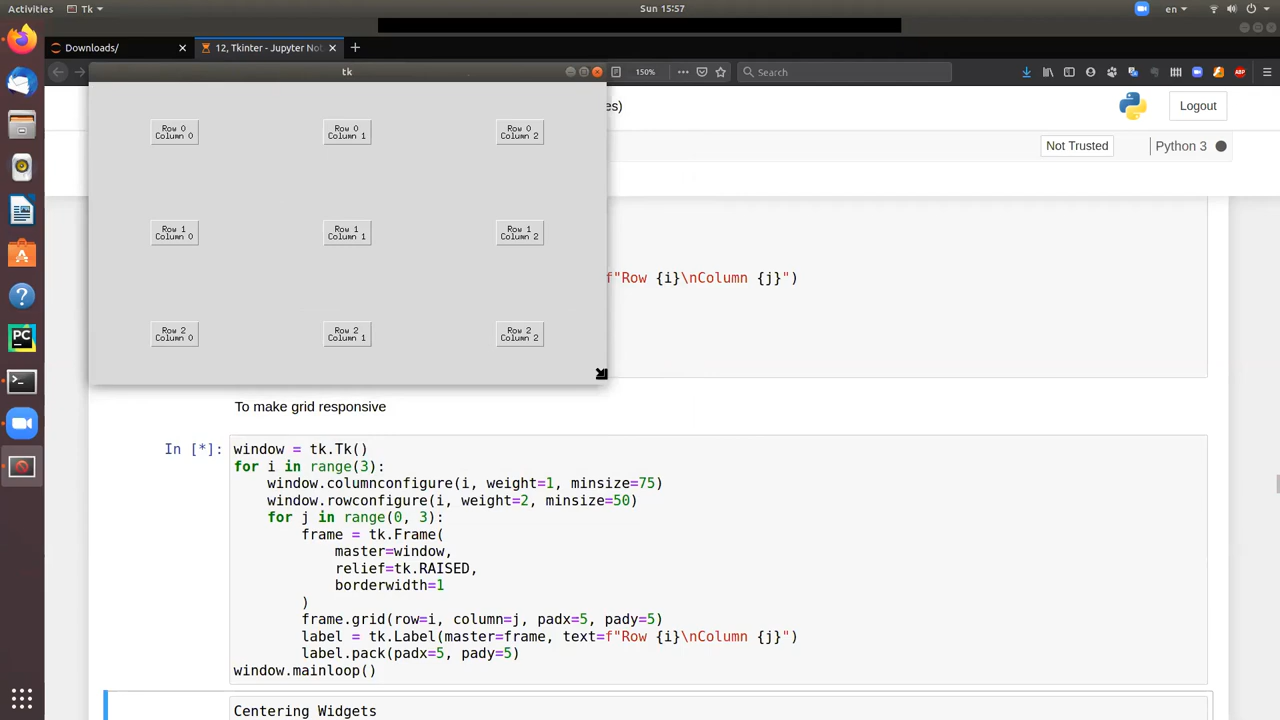 Activities Tk Sun 15:57 en
Downloads/ 12, Tkinter - Jupyter Not
tk 150% Search
es) Logout
Not Trusted Python 3
Row 0 Row 0 Row 0
Column 0 Column 1 Column 2
Row 1 Row 1 Row 1
Column 0 Column 1 Column 2
f"Row {i}\nColumn {j}")
Row 2 Row 2 Row 2
Column 0 Column 1 Column 2
To make grid responsive
In [*]: window = tk.Tk()
for i in range(3):
    window.columnconfigure(i, weight=1, minsize=75)
    window.rowconfigure(i, weight=2, minsize=50)
    for j in range(0, 3):
        frame = tk.Frame(
            master=window,
            relief=tk.RAISED,
            borderwidth=1
        )
        frame.grid(row=i, column=j, padx=5, pady=5)
        label = tk.Label(master=frame, text=f"Row {i}\nColumn {j}")
        label.pack(padx=5, pady=5)
window.mainloop()
Centering Widgets
PC
ABP